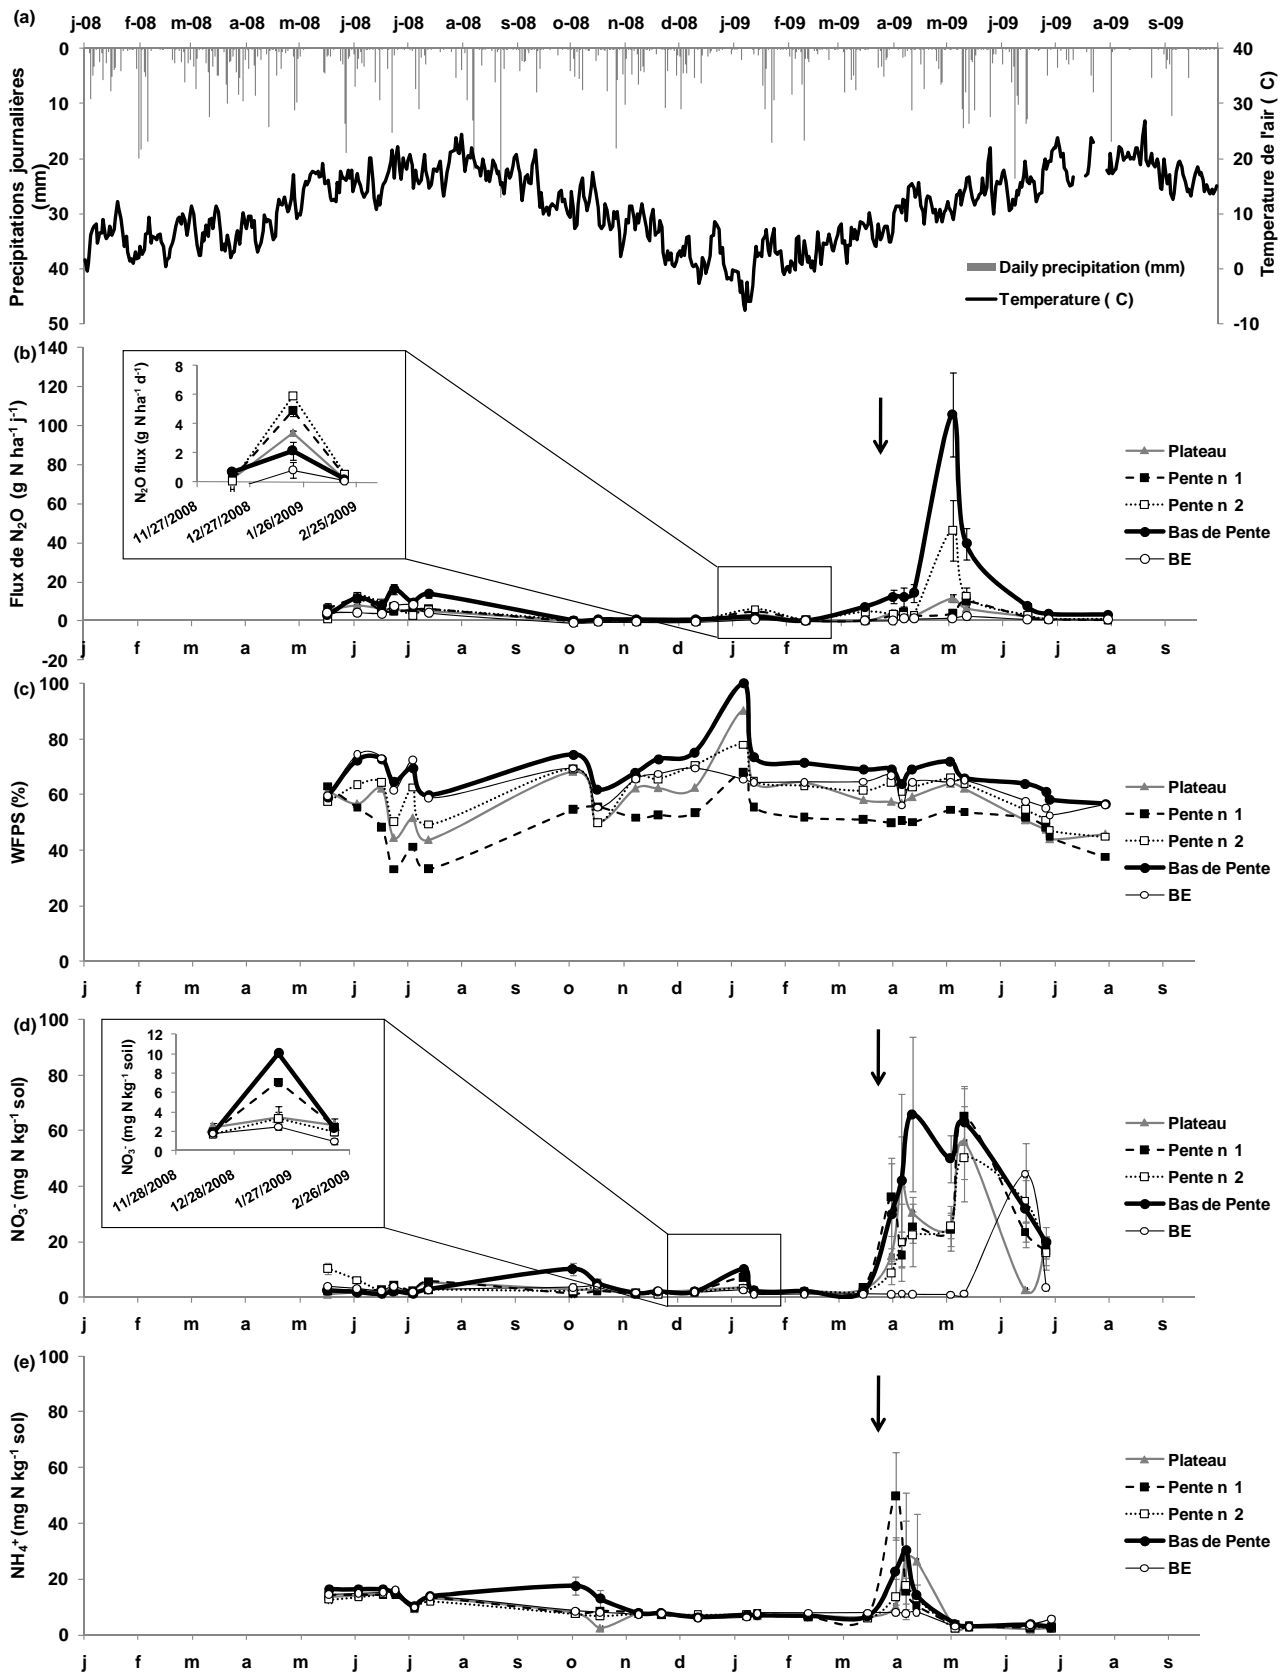 (a)
j-08 f-08 m-08 a-08 m-08 j-08 j-08 a-08 s-08 o-08 n-08 d-08 j-09 f-09 m-09 a-09 m-09 j-09 j-09 a-09 s-09
Precipitations journalières (mm)
0
10
20
30
40
50
Temperature de l'air ( C)
40
30
20
10
0
-10
Daily precipitation (mm)
Temperature ( C)
(b)
Flux de N₂O (g N ha⁻¹ j⁻¹)
140
120
100
80
60
40
20
0
-20
N₂O flux (g N ha⁻¹ d⁻¹)
8
6
4
2
0
11/27/2008 12/27/2008 1/26/2009 2/25/2009
Plateau
Pente n 1
Pente n 2
Bas de Pente
BE
j f m a m j j a s o n d j f m a m j j a s
(c)
WFPS (%)
100
80
60
40
20
0
Plateau
Pente n 1
Pente n 2
Bas de Pente
BE
j f m a m j j a s o n d j f m a m j j a s
(d)
NO₃⁻ (mg N kg⁻¹ sol)
100
80
60
40
20
0
NO₃⁻ (mg N kg⁻¹ soil)
12
10
8
6
4
2
0
11/28/2008 12/28/2008 1/27/2009 2/26/2009
Plateau
Pente n 1
Pente n 2
Bas de Pente
BE
j f m a m j j a s o n d j f m a m j j a s
(e)
NH₄⁺ (mg N kg⁻¹ sol)
100
80
60
40
20
0
Plateau
Pente n 1
Pente n 2
Bas de Pente
BE
j f m a m j j a s o n d j f m a m j j a s